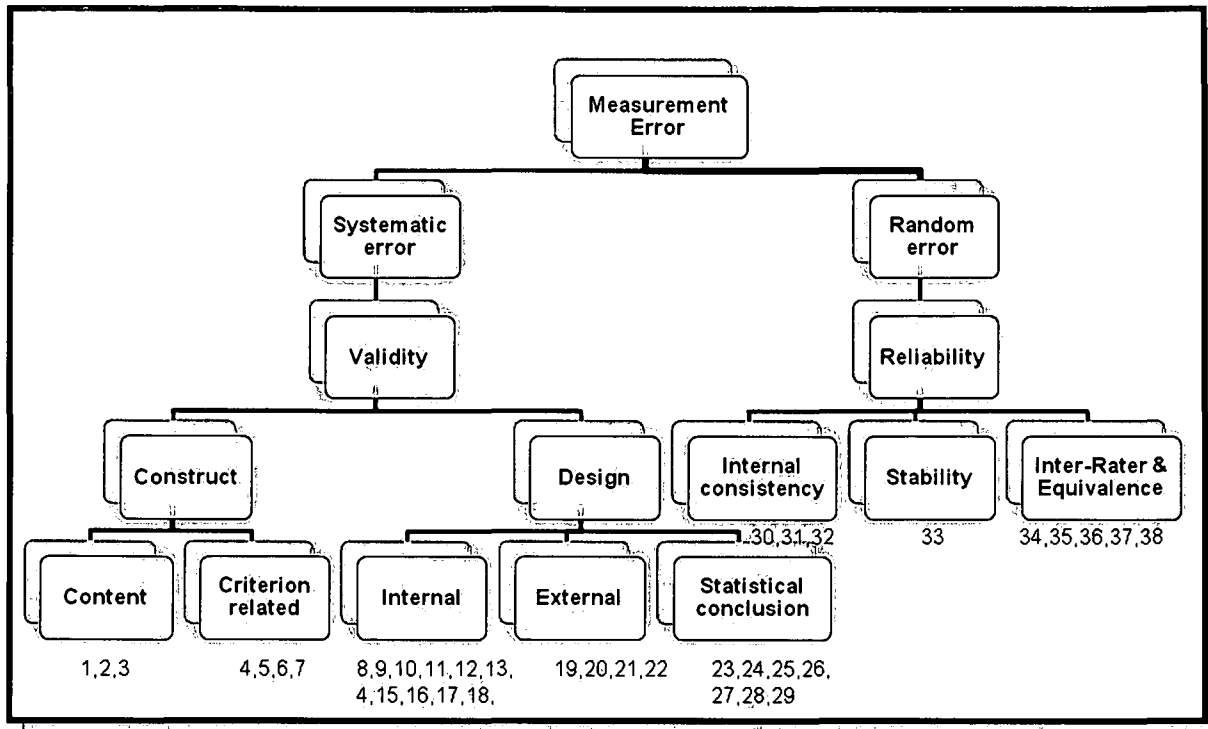 Measurement
Error
Systematic
error
Random
error
Validity
Reliability
Construct
Design
Internal
consistency
Stability
Inter-Rater &
Equivalence
30,31,32
33
34,35,36,37,38
Content
Criterion
related
Internal
External
Statistical
conclusion
1,2,3
4,5,6,7
8,9,10,11,12,13,
4,15,16,17,18,
19,20,21,22
23,24,25,26,
27,28,29